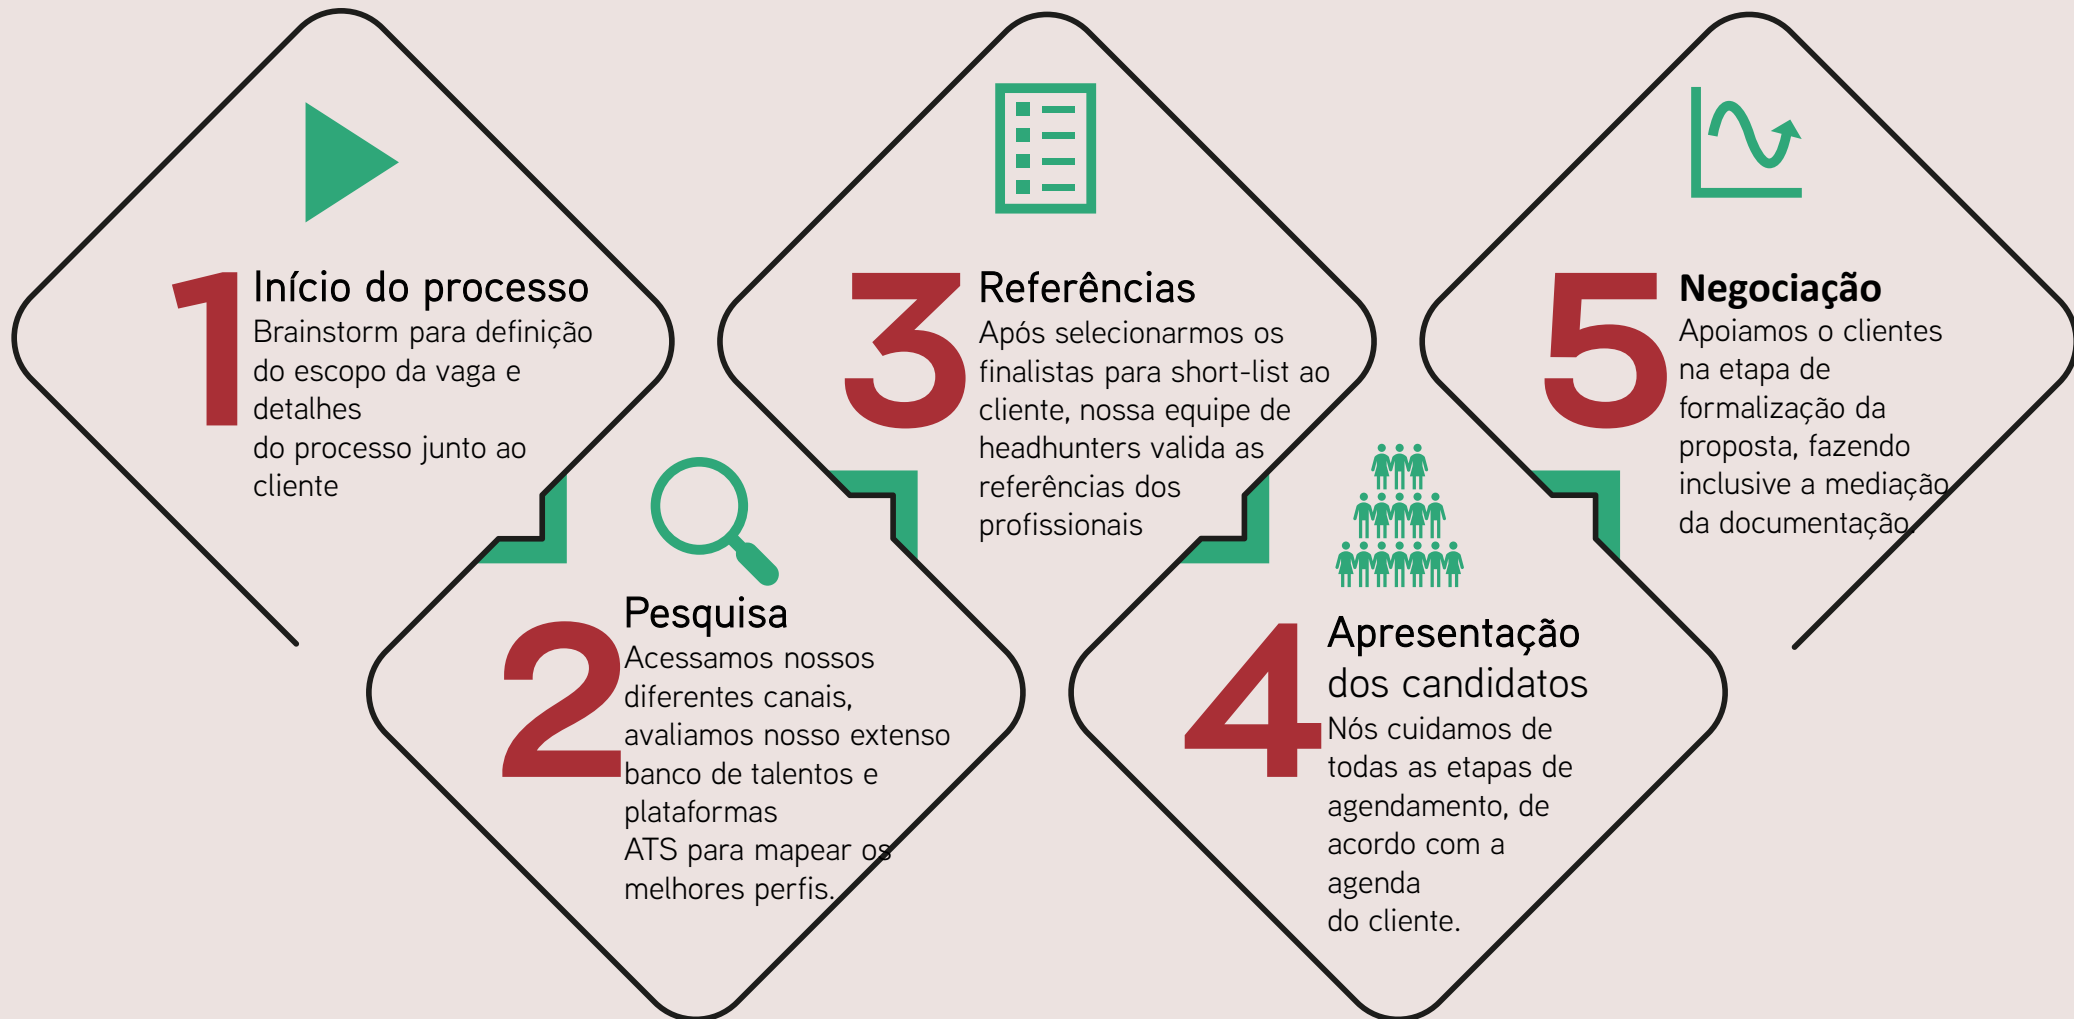 1
Início do processo
Brainstorm para definição
do escopo da vaga e
detalhes
do processo junto ao
cliente
2
Pesquisa
Acessamos nossos
diferentes canais,
avaliamos nosso extenso
banco de talentos e
plataformas
ATS para mapear os
melhores perfis.
3
Referências
Após selecionarmos os
finalistas para short-list ao
cliente, nossa equipe de
headhunters valida as
referências dos
profissionais
4
Apresentação
dos candidatos
Nós cuidamos de
todas as etapas de
agendamento, de
acordo com a
agenda
do cliente.
5
Negociação
Apoiamos o clientes
na etapa de
formalização da
proposta, fazendo
inclusive a mediação
da documentação.